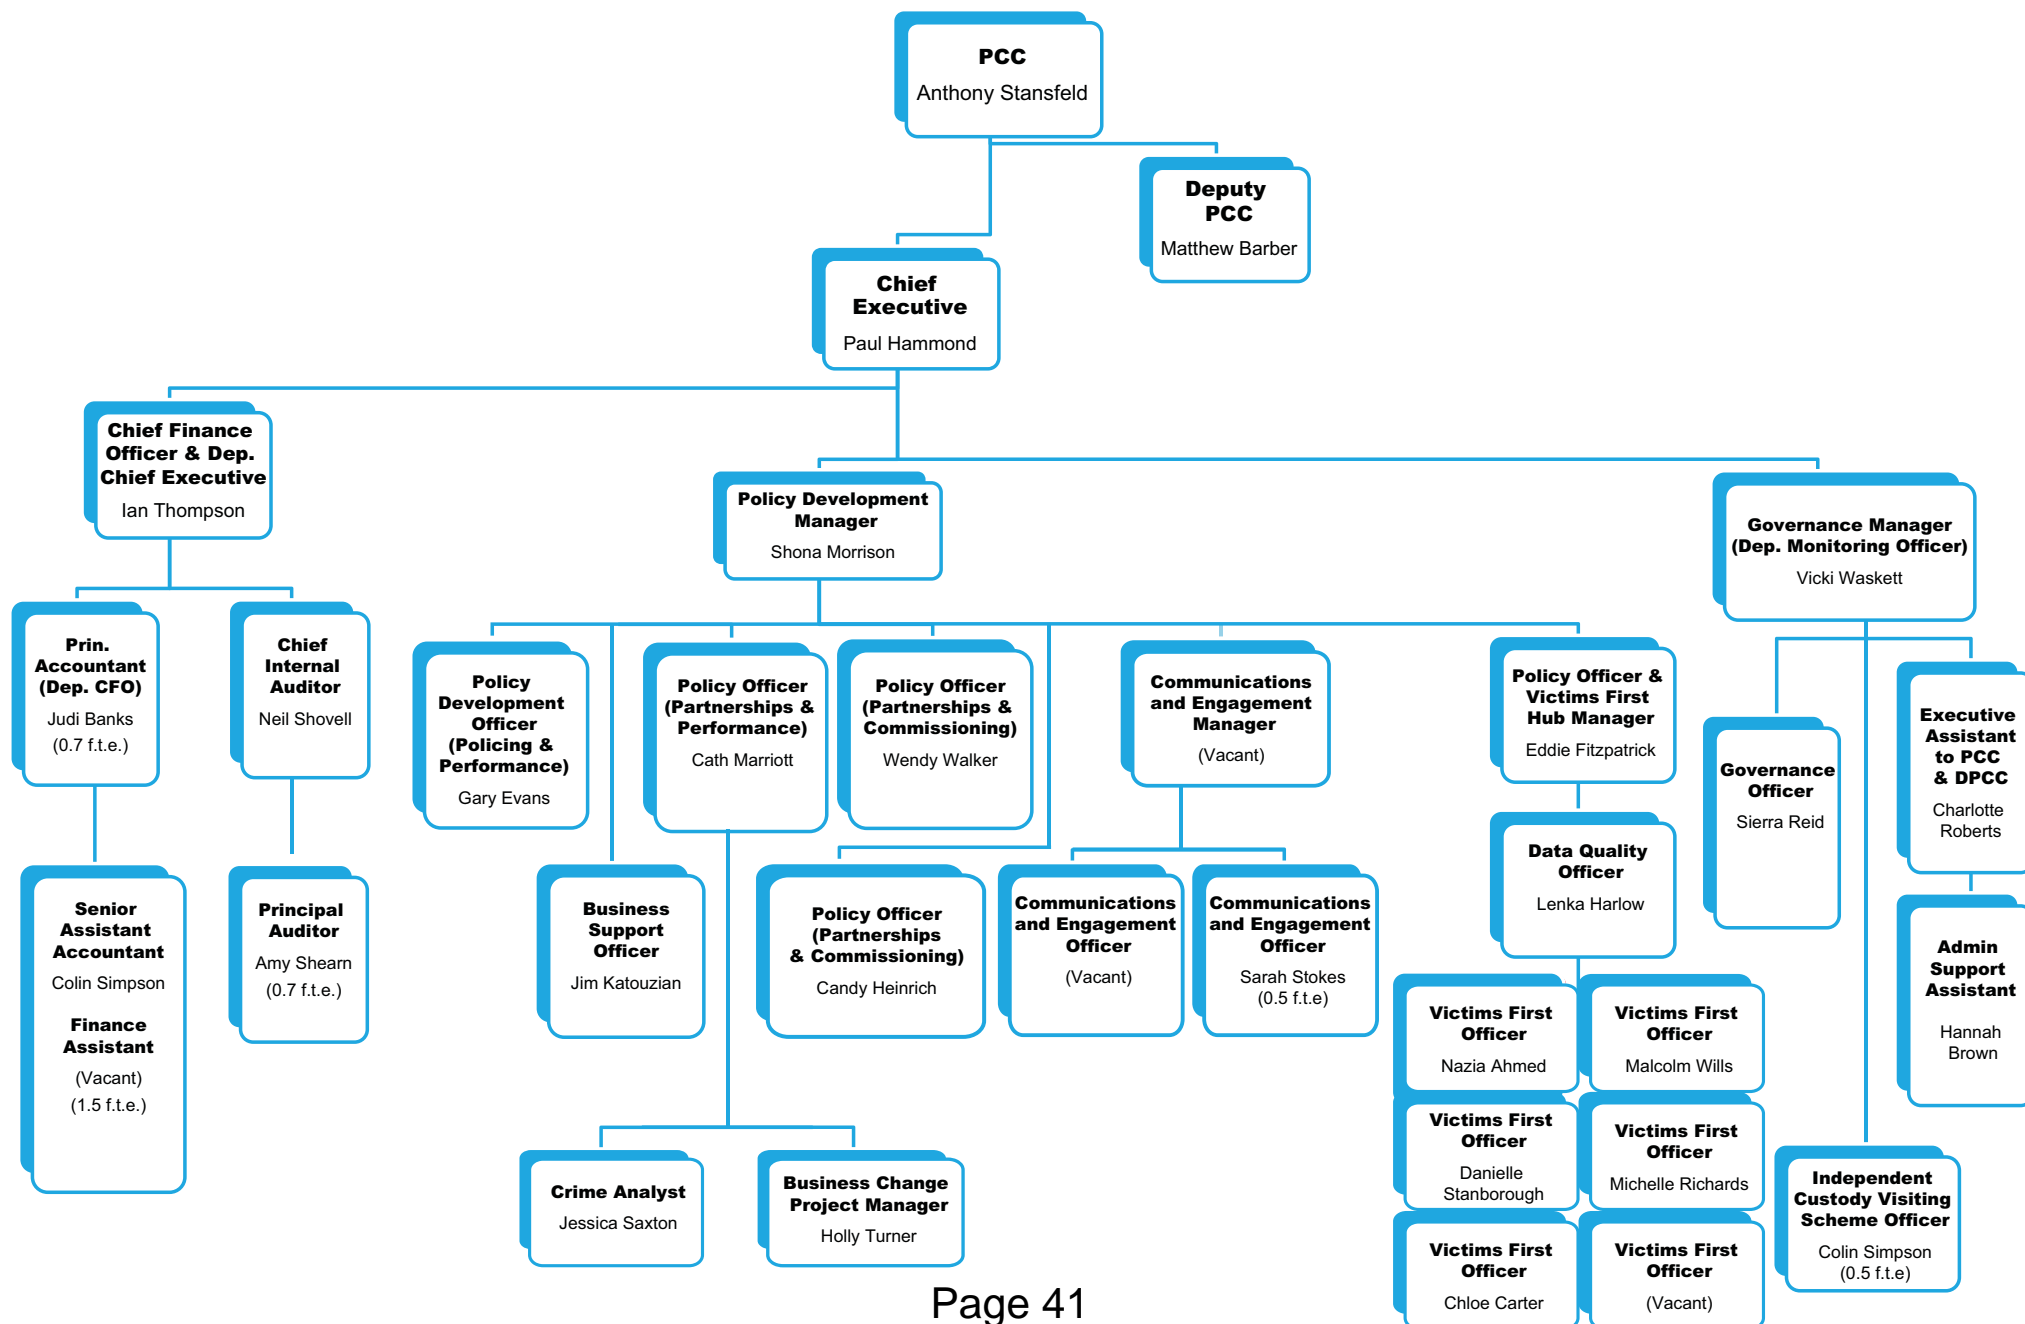 PCC
Anthony Stansfeld
Deputy
PCC
Matthew Barber
Chief
Executive
Paul Hammond
Chief Finance
Officer & Dep.
Chief Executive
Ian Thompson
Policy Development
Manager
Shona Morrison
Governance Manager
(Dep. Monitoring Officer)
Vicki Waskett
Prin.
Accountant
(Dep. CFO)
Judi Banks
(0.7 f.t.e.)
Chief
Internal
Auditor
Neil Shovell
Policy
Development
Officer
(Policing &
Performance)
Gary Evans
Policy Officer
(Partnerships &
Performance)
Cath Marriott
Policy Officer
(Partnerships &
Commissioning)
Wendy Walker
Communications
and Engagement
Manager
(Vacant)
Policy Officer &
Victims First
Hub Manager
Eddie Fitzpatrick
Governance
Officer
Sierra Reid
Executive
Assistant
to PCC
& DPCC
Charlotte
Roberts
Senior
Assistant
Accountant
Colin Simpson
Finance
Assistant
(Vacant)
(1.5 f.t.e.)
Principal
Auditor
Amy Shearn
(0.7 f.t.e.)
Business
Support
Officer
Jim Katouzian
Policy Officer
(Partnerships
& Commissioning)
Candy Heinrich
Communications
and Engagement
Officer
(Vacant)
Communications
and Engagement
Officer
Sarah Stokes
(0.5 f.t.e)
Data Quality
Officer
Lenka Harlow
Admin
Support
Assistant
Hannah
Brown
Victims First
Officer
Nazia Ahmed
Victims First
Officer
Malcolm Wills
Victims First
Officer
Danielle
Stanborough
Victims First
Officer
Michelle Richards
Victims First
Officer
Chloe Carter
Victims First
Officer
(Vacant)
Independent
Custody Visiting
Scheme Officer
Colin Simpson
(0.5 f.t.e)
Crime Analyst
Jessica Saxton
Business Change
Project Manager
Holly Turner
Page 41